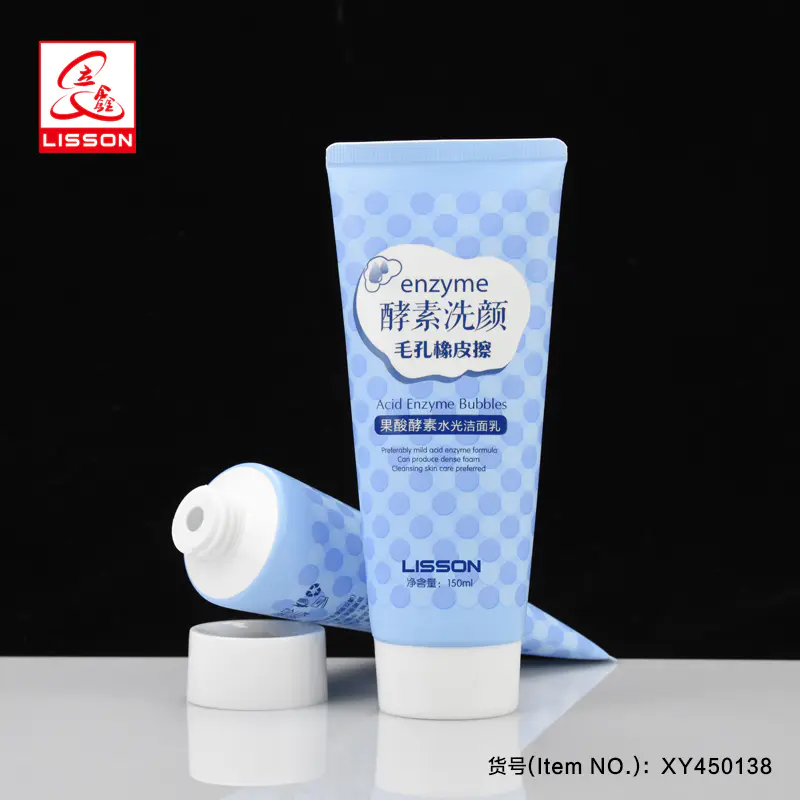 立鑫
LISSON
enzyme
酵素洗颜
毛孔橡皮擦
Acid Enzyme Bubbles
果酸酵素水光洁面乳
Preferably mild acid enzyme formula
Can produce dense foam
Cleansing skin care preferred
LISSON
净含量：150ml
货号(Item NO.)：XY450138